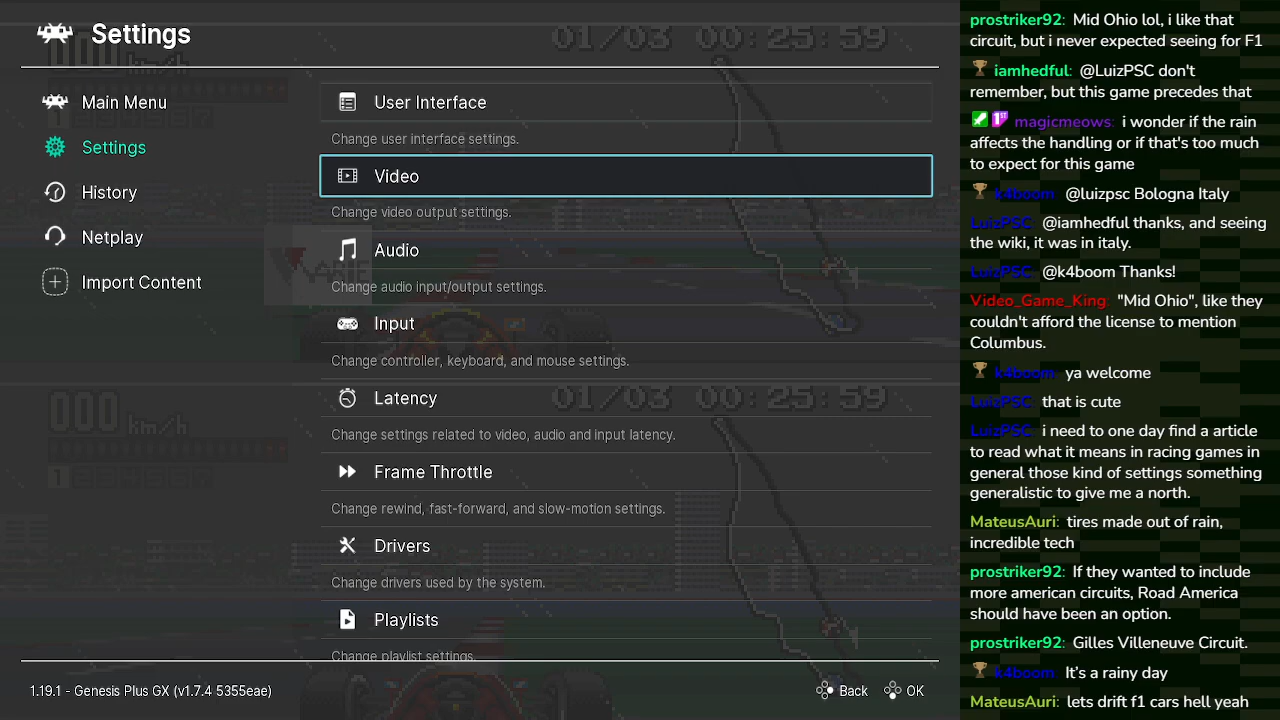 Settings
01/03 00:25:59
000 km/h
1234567
Main Menu
Settings
History
Netplay
Import Content
User Interface
Change user interface settings.
Video
Change video output settings.
Audio
Change audio input/output settings.
Input
Change controller, keyboard, and mouse settings.
Latency
000 km/h
01/03 00:25:59
Change settings related to video, audio and input latency.
1234567
Frame Throttle
Change rewind, fast-forward, and slow-motion settings.
Drivers
Change drivers used by the system.
Playlists
Change playlist settings.
1.19.1 - Genesis Plus GX (v1.7.4 5355eae)
Back
OK
prostriker92: Mid Ohio lol, i like that
circuit, but i never expected seeing for F1
iamhedful: @LuizPSC don't
remember, but this game precedes that
1ST magicmeows: i wonder if the rain
affects the handling or if that's too much
to expect for this game
k4boom: @luizpsc Bologna Italy
LuizPSC: @iamhedful thanks, and seeing
the wiki, it was in italy.
LuizPSC: @k4boom Thanks!
Video_Game_King: "Mid Ohio", like they
couldn't afford the license to mention
Columbus.
k4boom: ya welcome
LuizPSC: that is cute
LuizPSC: i need to one day find a article
to read what it means in racing games in
general those kind of settings something
generalistic to give me a north.
MateusAuri: tires made out of rain,
incredible tech
prostriker92: If they wanted to include
more american circuits, Road America
should have been an option.
prostriker92: Gilles Villeneuve Circuit.
k4boom: It's a rainy day
MateusAuri: lets drift f1 cars hell yeah